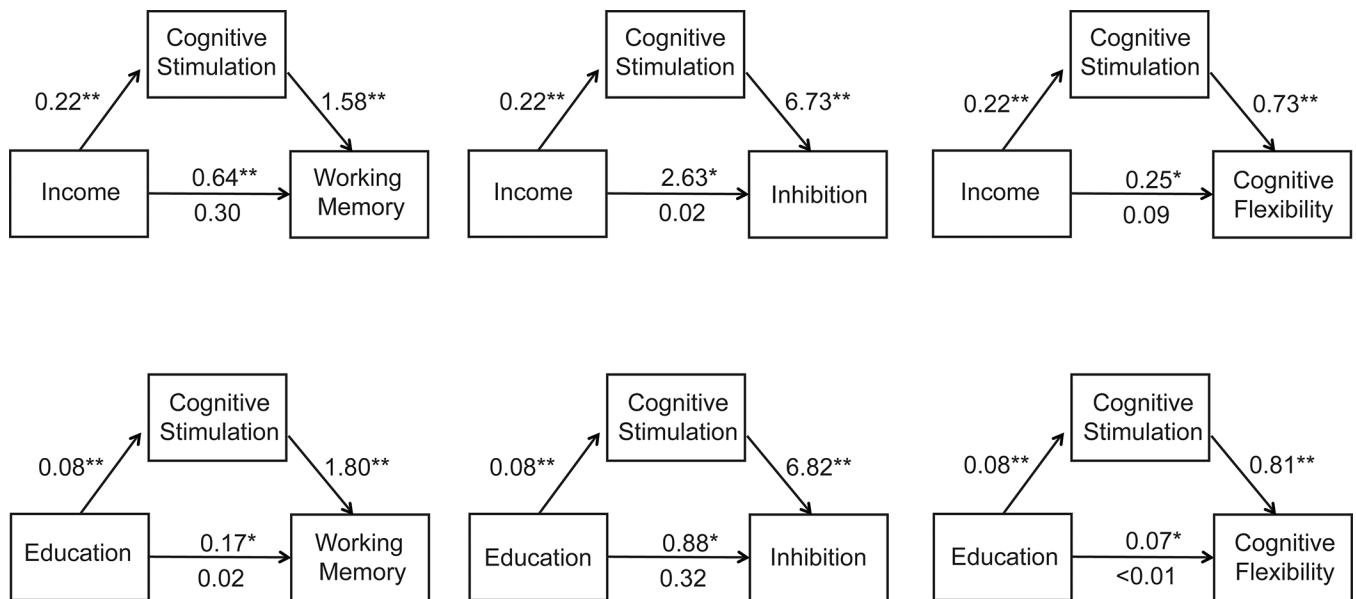 Cognitive
Stimulation
0.22**
1.58**
Income
0.64**
0.30
Working
Memory
Cognitive
Stimulation
0.22**
6.73**
Income
2.63*
0.02
Inhibition
Cognitive
Stimulation
0.22**
0.73**
Income
0.25*
0.09
Cognitive
Flexibility
Cognitive
Stimulation
0.08**
1.80**
Education
0.17*
0.02
Working
Memory
Cognitive
Stimulation
0.08**
6.82**
Education
0.88*
0.32
Inhibition
Cognitive
Stimulation
0.08**
0.81**
Education
0.07*
<0.01
Cognitive
Flexibility